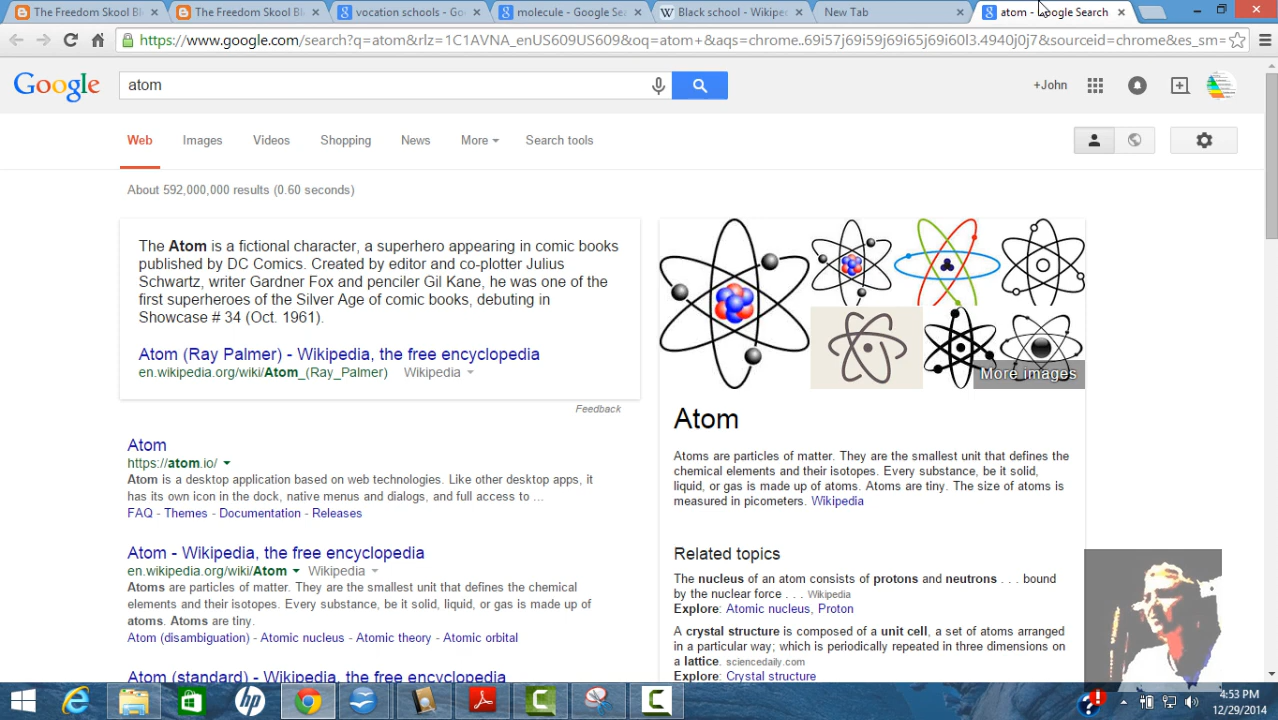 The Freedom Skool Bl
The Freedom Skool Bl
vocation schools - Go
molecule - Google Sea
Black school - Wikiped
New Tab
atom - Google Search
https://www.google.com/search?q=atom&rlz=1C1AVNA_enUS609US609&oq=atom+&aqs=chrome..69i57j69i59j69i65j69i60l3.4940j0j7&sourceid=chrome&es_sm=
Google
atom
+John
Web
Images
Videos
Shopping
News
More
Search tools
About 592,000,000 results (0.60 seconds)
The Atom is a fictional character, a superhero appearing in comic books
published by DC Comics. Created by editor and co-plotter Julius
Schwartz, writer Gardner Fox and penciler Gil Kane, he was one of the
first superheroes of the Silver Age of comic books, debuting in
Showcase # 34 (Oct. 1961).
Atom (Ray Palmer) - Wikipedia, the free encyclopedia
en.wikipedia.org/wiki/Atom_(Ray_Palmer) Wikipedia
Feedback
Atom
https://atom.io/
Atom is a desktop application based on web technologies. Like other desktop apps, it
has its own icon in the dock, native menus and dialogs, and full access to ...
FAQ - Themes - Documentation - Releases
Atom - Wikipedia, the free encyclopedia
en.wikipedia.org/wiki/Atom Wikipedia
Atoms are particles of matter. They are the smallest unit that defines the chemical
elements and their isotopes. Every substance, be it solid, liquid, or gas is made up of
atoms. Atoms are tiny.
Atom (disambiguation) - Atomic nucleus - Atomic theory - Atomic orbital
Atom (standard) - Wikipedia, the free encyclopedia
More images
Atom
Atoms are particles of matter. They are the smallest unit that defines the
chemical elements and their isotopes. Every substance, be it solid,
liquid, or gas is made up of atoms. Atoms are tiny. The size of atoms is
measured in picometers. Wikipedia
Related topics
The nucleus of an atom consists of protons and neutrons . . . bound
by the nuclear force . . . Wikipedia
Explore: Atomic nucleus, Proton
A crystal structure is composed of a unit cell, a set of atoms arranged
in a particular way; which is periodically repeated in three dimensions on
a lattice. sciencedaily.com
Explore: Crystal structure
4:53 PM
12/29/2014